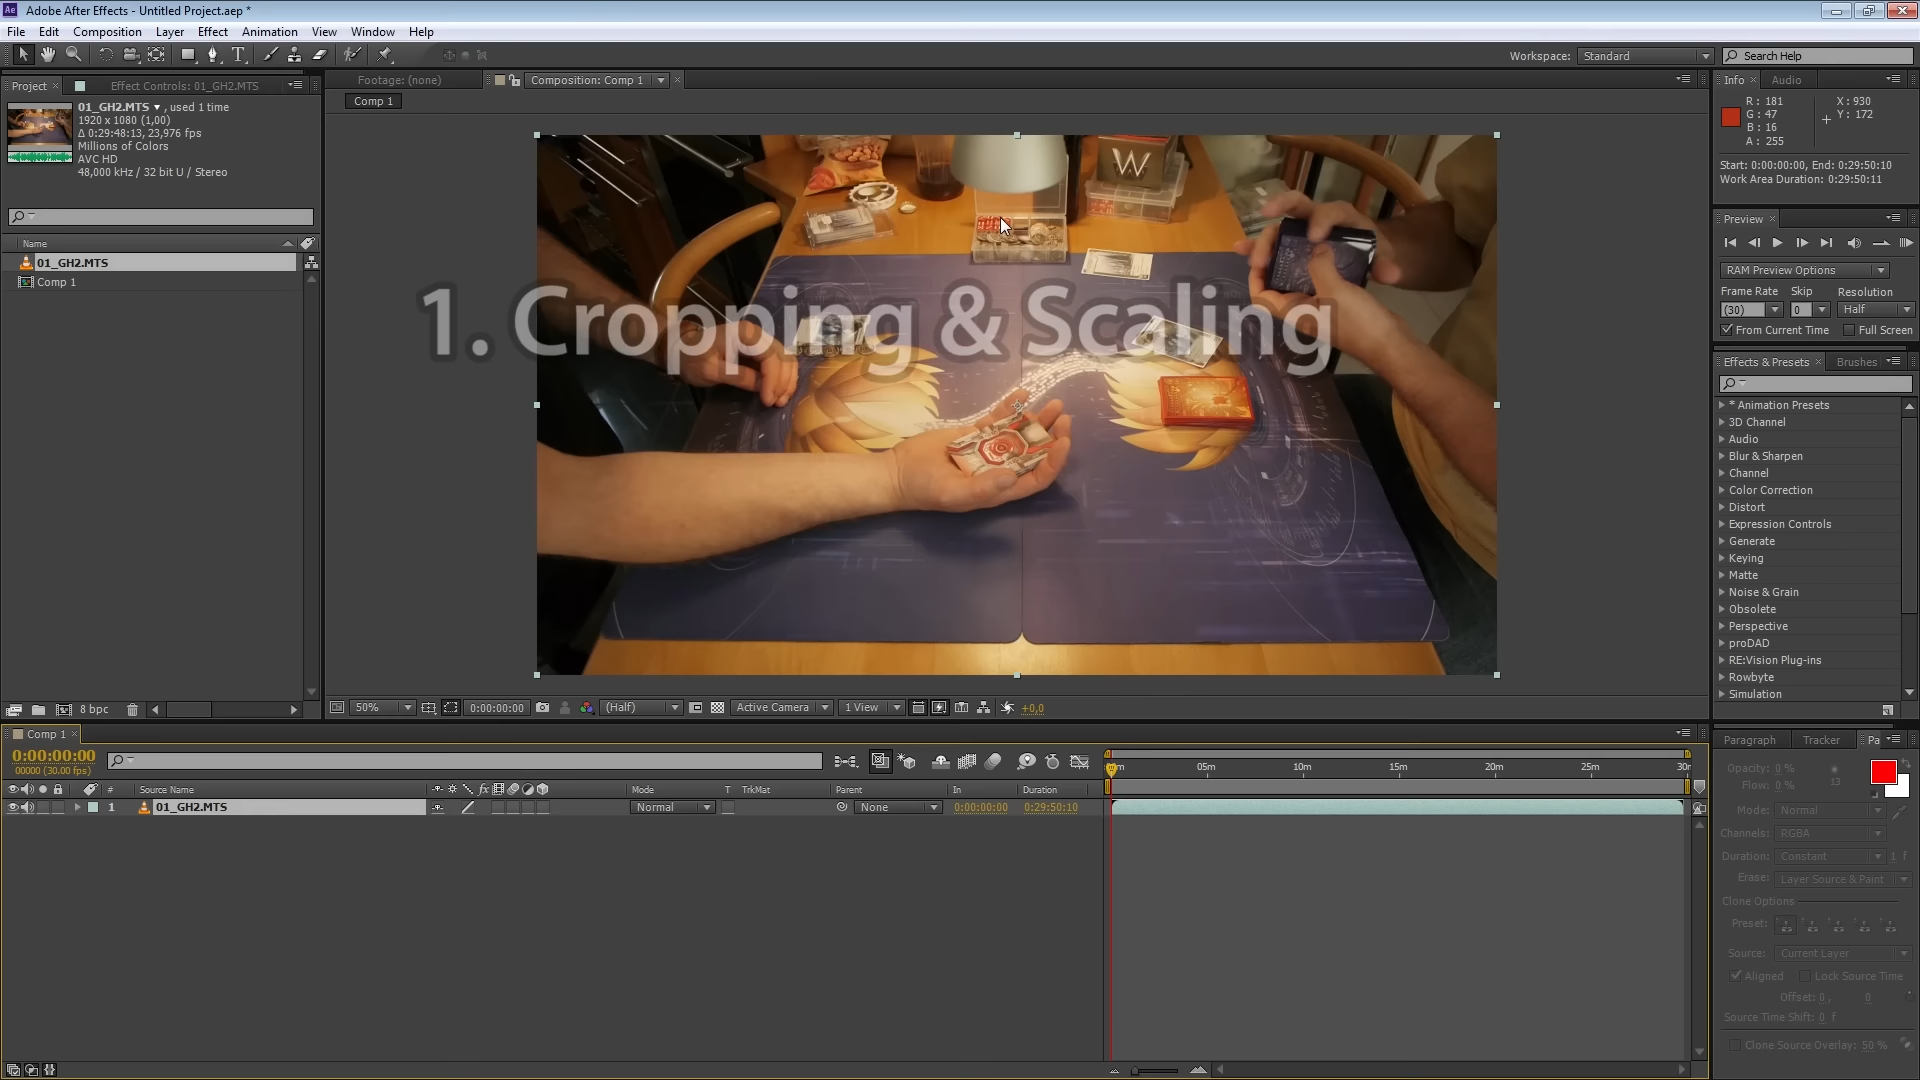 Adobe After Effects - Untitled Project.aep *
File Edit Composition Layer Effect Animation View Window Help
Workspace: Standard Search Help
Project Effect Controls: 01_GH2.MTS
01_GH2.MTS , used 1 time
1920 x 1080 (1,00)
Δ 0:29:48:13, 23,976 fps
Millions of Colors
AVC HD
48,000 kHz / 32 bit U / Stereo
Name
01_GH2.MTS
Comp 1
8 bpc
Footage: (none) Composition: Comp 1
Comp 1
W
1. Cropping & Scaling
50% 0:00:00:00 (Half) Active Camera 1 View +0,0
Info Audio
R : 181 X : 930
G : 47 Y : 172
B : 16
A : 255
Start: 0:00:00:00, End: 0:29:50:10
Work Area Duration: 0:29:50:11
Preview
RAM Preview Options
Frame Rate Skip Resolution
(30) 0 Half
From Current Time Full Screen
Effects & Presets Brushes
* Animation Presets
3D Channel
Audio
Blur & Sharpen
Channel
Color Correction
Distort
Expression Controls
Generate
Keying
Matte
Noise & Grain
Obsolete
Perspective
proDAD
RE:Vision Plug-ins
Rowbyte
Simulation
Comp 1
0:00:00:00
00000 (30.00 fps)
# Source Name Mode T TrkMat Parent In Duration
1 01_GH2.MTS Normal None 0:00:00:00 0:29:50:10
05m 10m 15m 20m 25m 30m
Paragraph Tracker Pa
Opacity: 0 %
Flow: 0 %
13
Mode: Normal
Channels: RGBA
Duration: Constant 1 f
Erase: Layer Source & Paint
Clone Options
Preset:
Source: Current Layer
Aligned Lock Source Time
Offset: 0 , 0
Source Time Shift: 0 f
Clone Source Overlay: 50 %